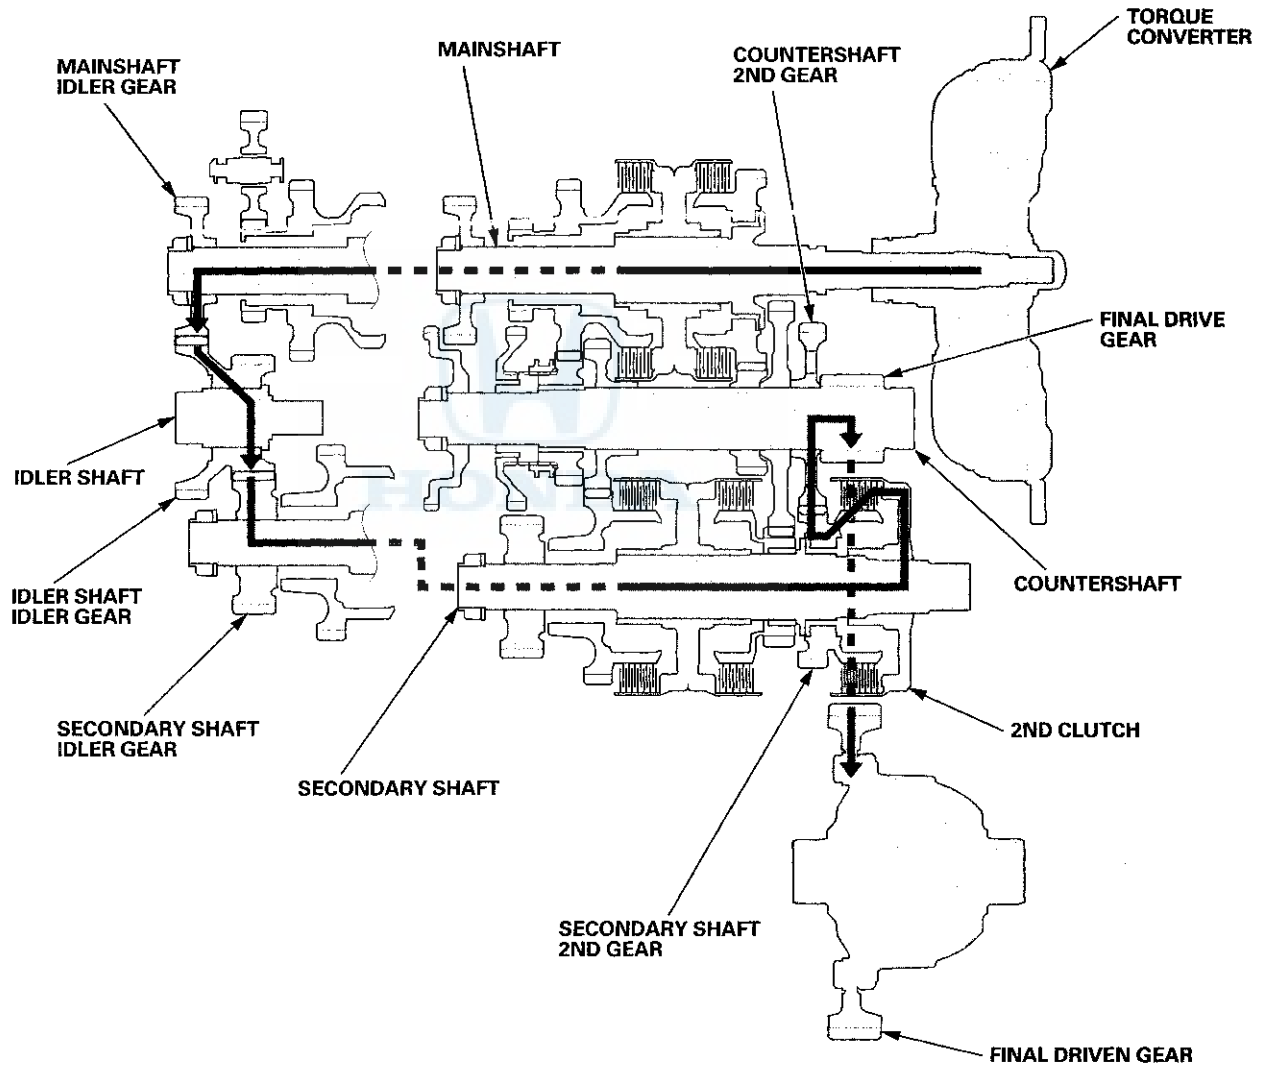 TORQUE
CONVERTER
MAINSHAFT
COUNTERSHAFT
2ND GEAR
MAINSHAFT
IDLER GEAR
FINAL DRIVE
GEAR
IDLER SHAFT
HONDA
COUNTERSHAFT
IDLER SHAFT
IDLER GEAR
SECONDARY SHAFT
IDLER GEAR
2ND CLUTCH
SECONDARY SHAFT
SECONDARY SHAFT
2ND GEAR
FINAL DRIVEN GEAR